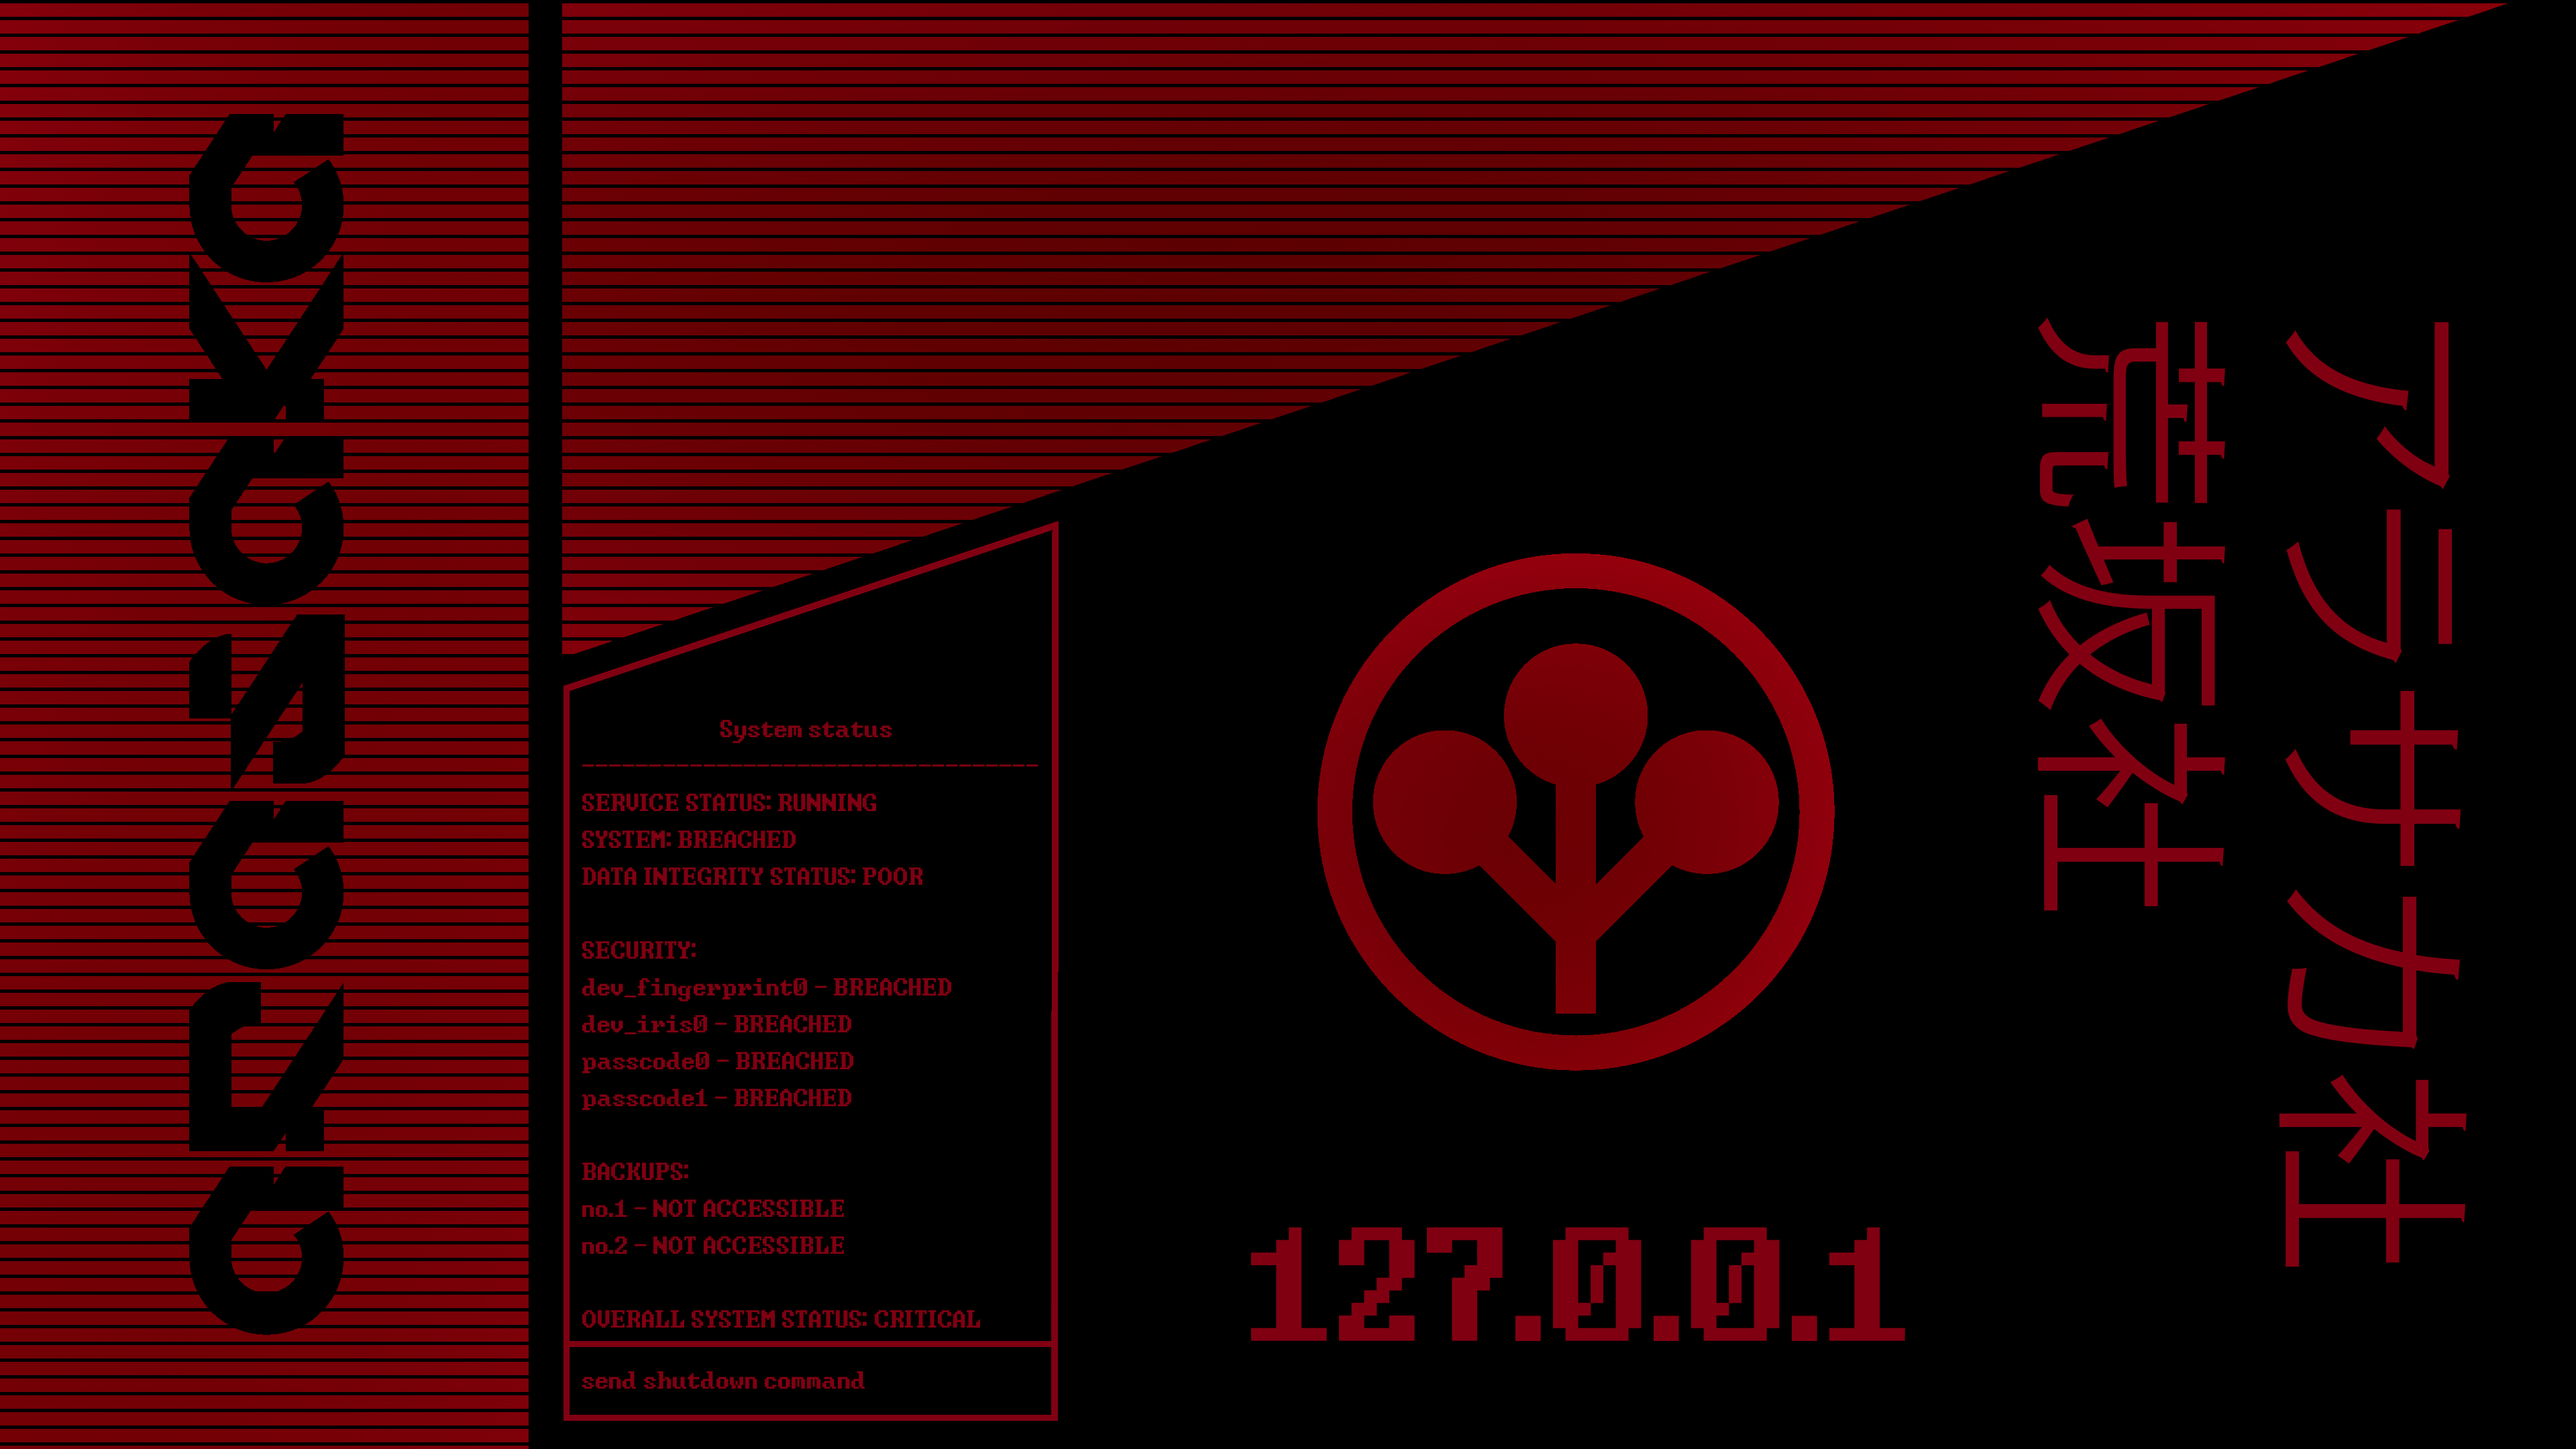 ARASAKA
System status
----------------------------------
SERVICE STATUS: RUNNING
SYSTEM: BREACHED
DATA INTEGRITY STATUS: POOR
SECURITY:
dev_fingerprint0 - BREACHED
dev_iris0 - BREACHED
passcode0 - BREACHED
passcode1 - BREACHED
BACKUPS:
no.1 - NOT ACCESSIBLE
no.2 - NOT ACCESSIBLE
OVERALL SYSTEM STATUS: CRITICAL
send shutdown command
127.0.0.1
アラサカ社
荒坂社